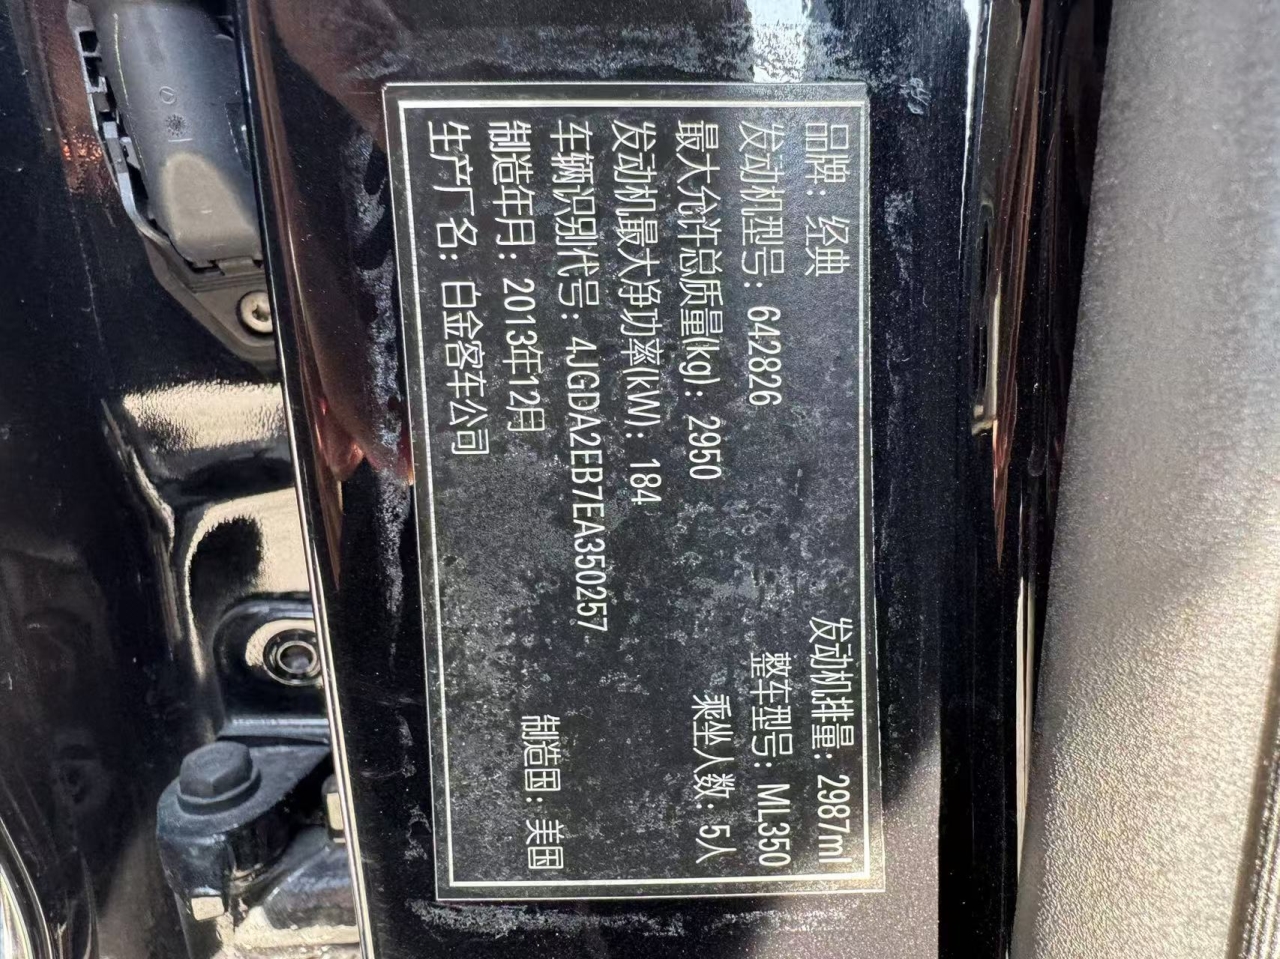 品牌：经典 发动机排量：2987ml
发动机型号：642826 整车型号：ML350
最大允许总质量(kg)：2950 乘坐人数：5人
发动机最大净功率(kW)：184
车辆识别代号：4JGDA2EB7EA350257
制造年月：2013年12月 制造国：美国
生产厂名：白金客车公司